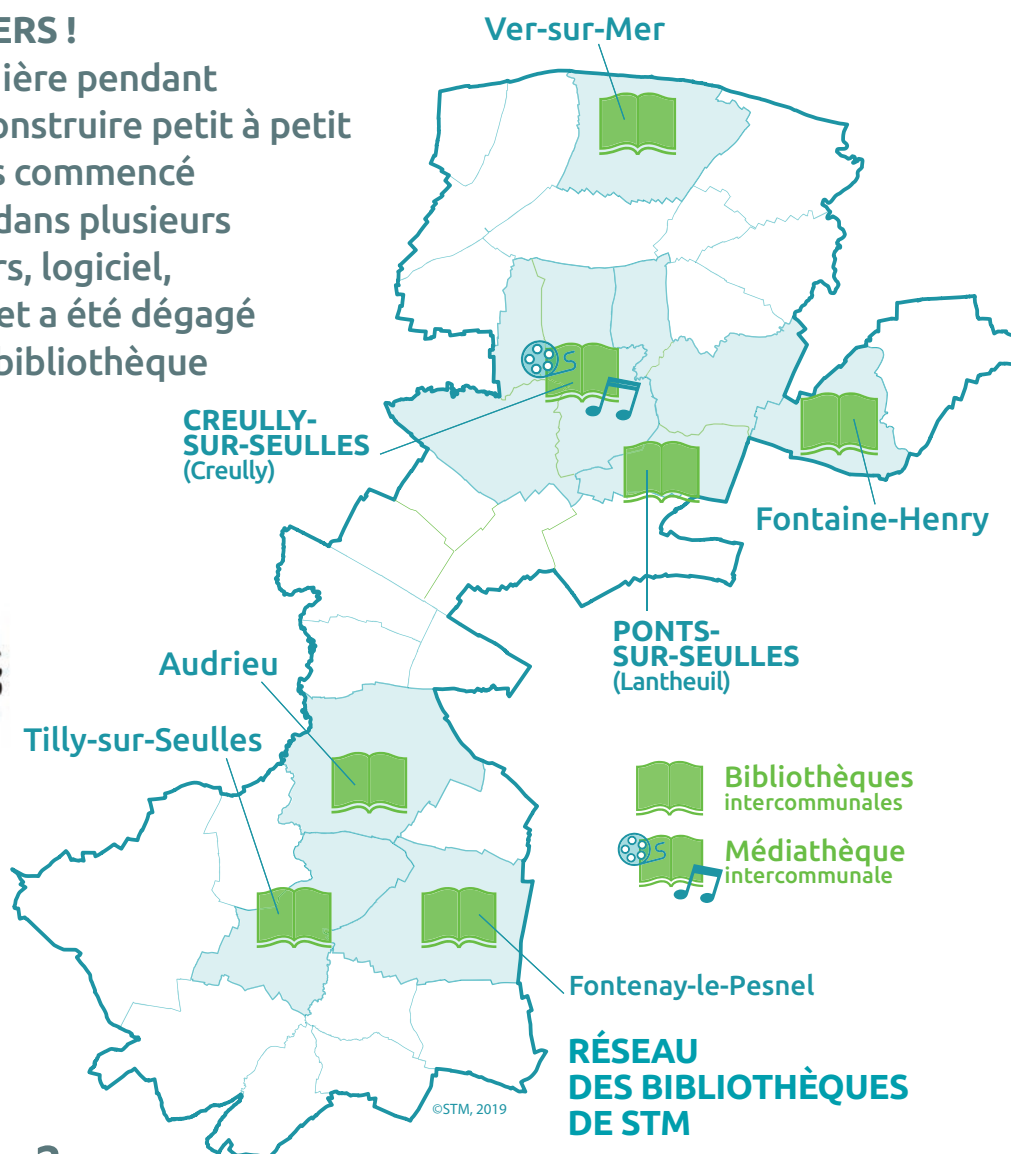 ERS !
ière pendant
onstruire petit à petit
s commencé
dans plusieurs
rs, logiciel,
et a été dégagé
bibliothèque
Ver-sur-Mer
CREULLY-
SUR-SEULLES
(Creully)
Fontaine-Henry
PONTS-
SUR-SEULLES
(Lantheuil)
Audrieu
Tilly-sur-Seulles
Bibliothèques
intercommunales
Médiathèque
intercommunale
Fontenay-le-Pesnel
RÉSEAU
DES BIBLIOTHÈQUES
DE STM
©STM, 2019